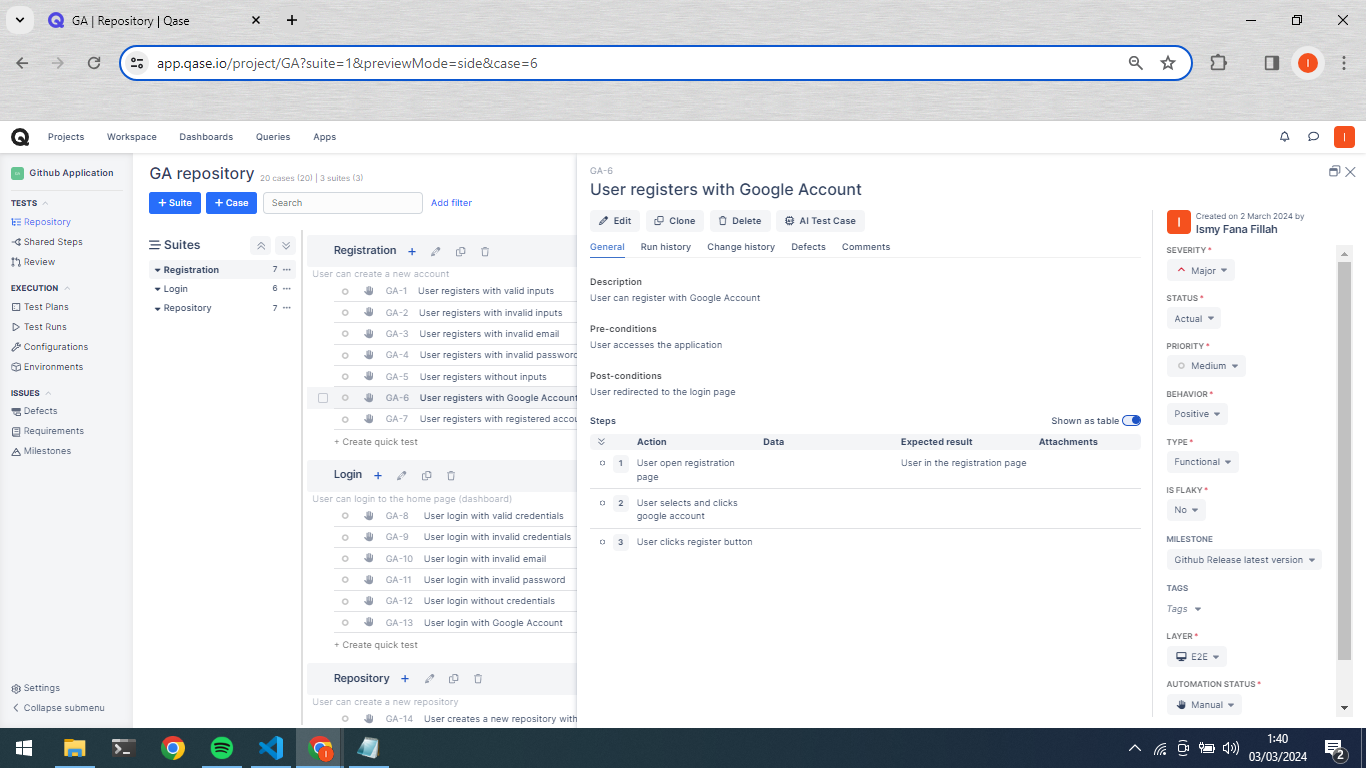 GA | Repository | Qase
app.qase.io/project/GA?suite=1&previewMode=side&case=6
I
Projects Workspace Dashboards Queries Apps
I
Github Application
TESTS
Repository
Shared Steps
Review
EXECUTION
Test Plans
Test Runs
Configurations
Environments
ISSUES
Defects
Requirements
Milestones
Settings
Collapse submenu
GA repository 20 cases (20) | 3 suites (3)
+ Suite + Case Search Add filter
Suites
Registration 7
Login 6
Repository 7
Registration
User can create a new account
GA-1 User registers with valid inputs
GA-2 User registers with invalid inputs
GA-3 User registers with invalid email
GA-4 User registers with invalid password
GA-5 User registers without inputs
GA-6 User registers with Google Account
GA-7 User registers with registered accou
+ Create quick test
Login
User can login to the home page (dashboard)
GA-8 User login with valid credentials
GA-9 User login with invalid credentials
GA-10 User login with invalid email
GA-11 User login with invalid password
GA-12 User login without credentials
GA-13 User login with Google Account
+ Create quick test
Repository
User can create a new repository
GA-14 User creates a new repository with
GA-6
User registers with Google Account
Edit Clone Delete AI Test Case
General Run history Change history Defects Comments
Description
User can register with Google Account
Pre-conditions
User accesses the application
Post-conditions
User redirected to the login page
Steps Shown as table
Action Data Expected result Attachments
1 User open registration page User in the registration page
2 User selects and clicks google account
3 User clicks register button
I
Created on 2 March 2024 by
Ismy Fana Fillah
SEVERITY *
Major
STATUS *
Actual
PRIORITY *
Medium
BEHAVIOR *
Positive
TYPE *
Functional
IS FLAKY *
No
MILESTONE
Github Release latest version
TAGS
Tags
LAYER *
E2E
AUTOMATION STATUS *
Manual
I
1:40
03/03/2024
2